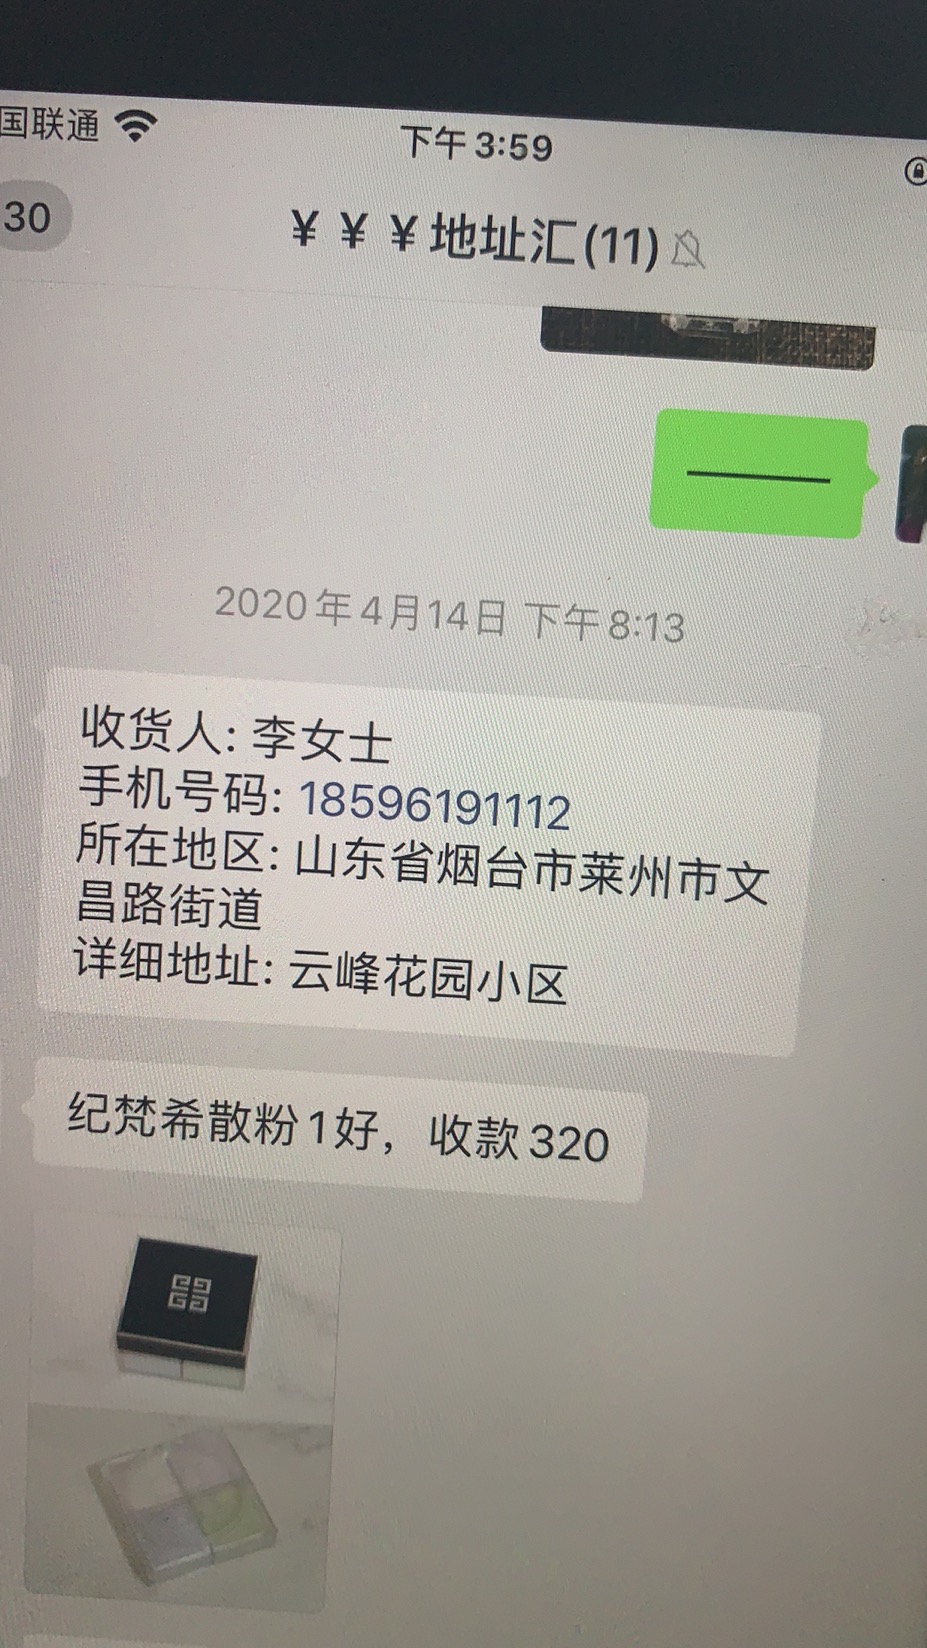 国联通
下午3:59
30
￥￥￥地址汇(11)
2020年4月14日 下午8:13
收货人: 李女士
手机号码: 18596191112
所在地区: 山东省烟台市莱州市文
昌路街道
详细地址: 云峰花园小区
纪梵希散粉1好，收款320